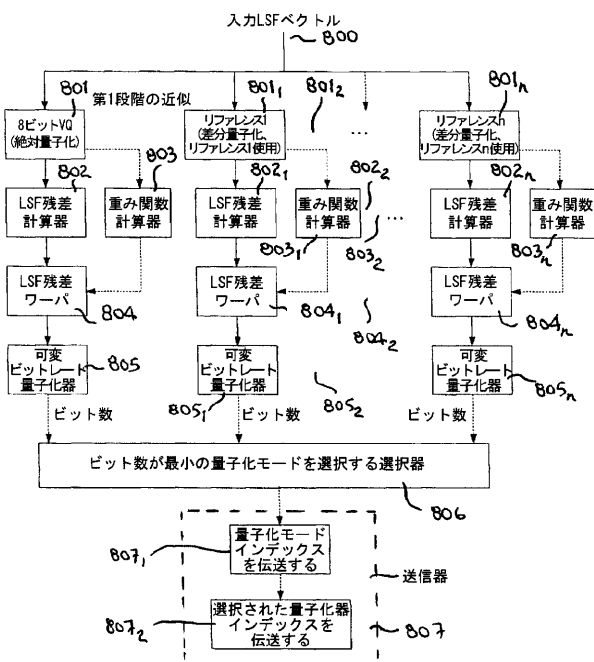 入力LSFベクトル
800
801
第1段階の近似
8ビットVQ
(絶対量子化)
801₁
リファレンス1
(差分量子化、
リファレンス1使用)
801₂
...
801n
リファレンスn
(差分量子化、
リファレンスn使用)
802
803
LSF残差
計算器
重み関数
計算器
802₁
LSF残差
計算器
重み関数
計算器
803₁
802₂
...
803₂
802n
LSF残差
計算器
重み関数
計算器
803n
LSF残差
ワーパ
804
LSF残差
ワーパ
804₁
804₂
LSF残差
ワーパ
804n
可変
ビットレート
量子化器
805
可変
ビットレート
量子化器
805₁
805₂
可変
ビットレート
量子化器
805n
ビット数
ビット数
ビット数
ビット数が最小の量子化モードを選択する選択器
806
807₁
量子化モード
インデックス
を伝送する
送信器
807₂
選択された量子化器
インデックスを
伝送する
807